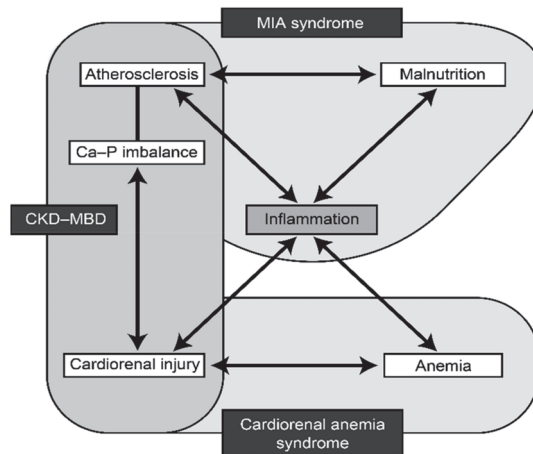 MIA syndrome
Atherosclerosis
Malnutrition
Ca–P imbalance
CKD–MBD
Inflammation
Cardiorenal injury
Anemia
Cardiorenal anemia
syndrome